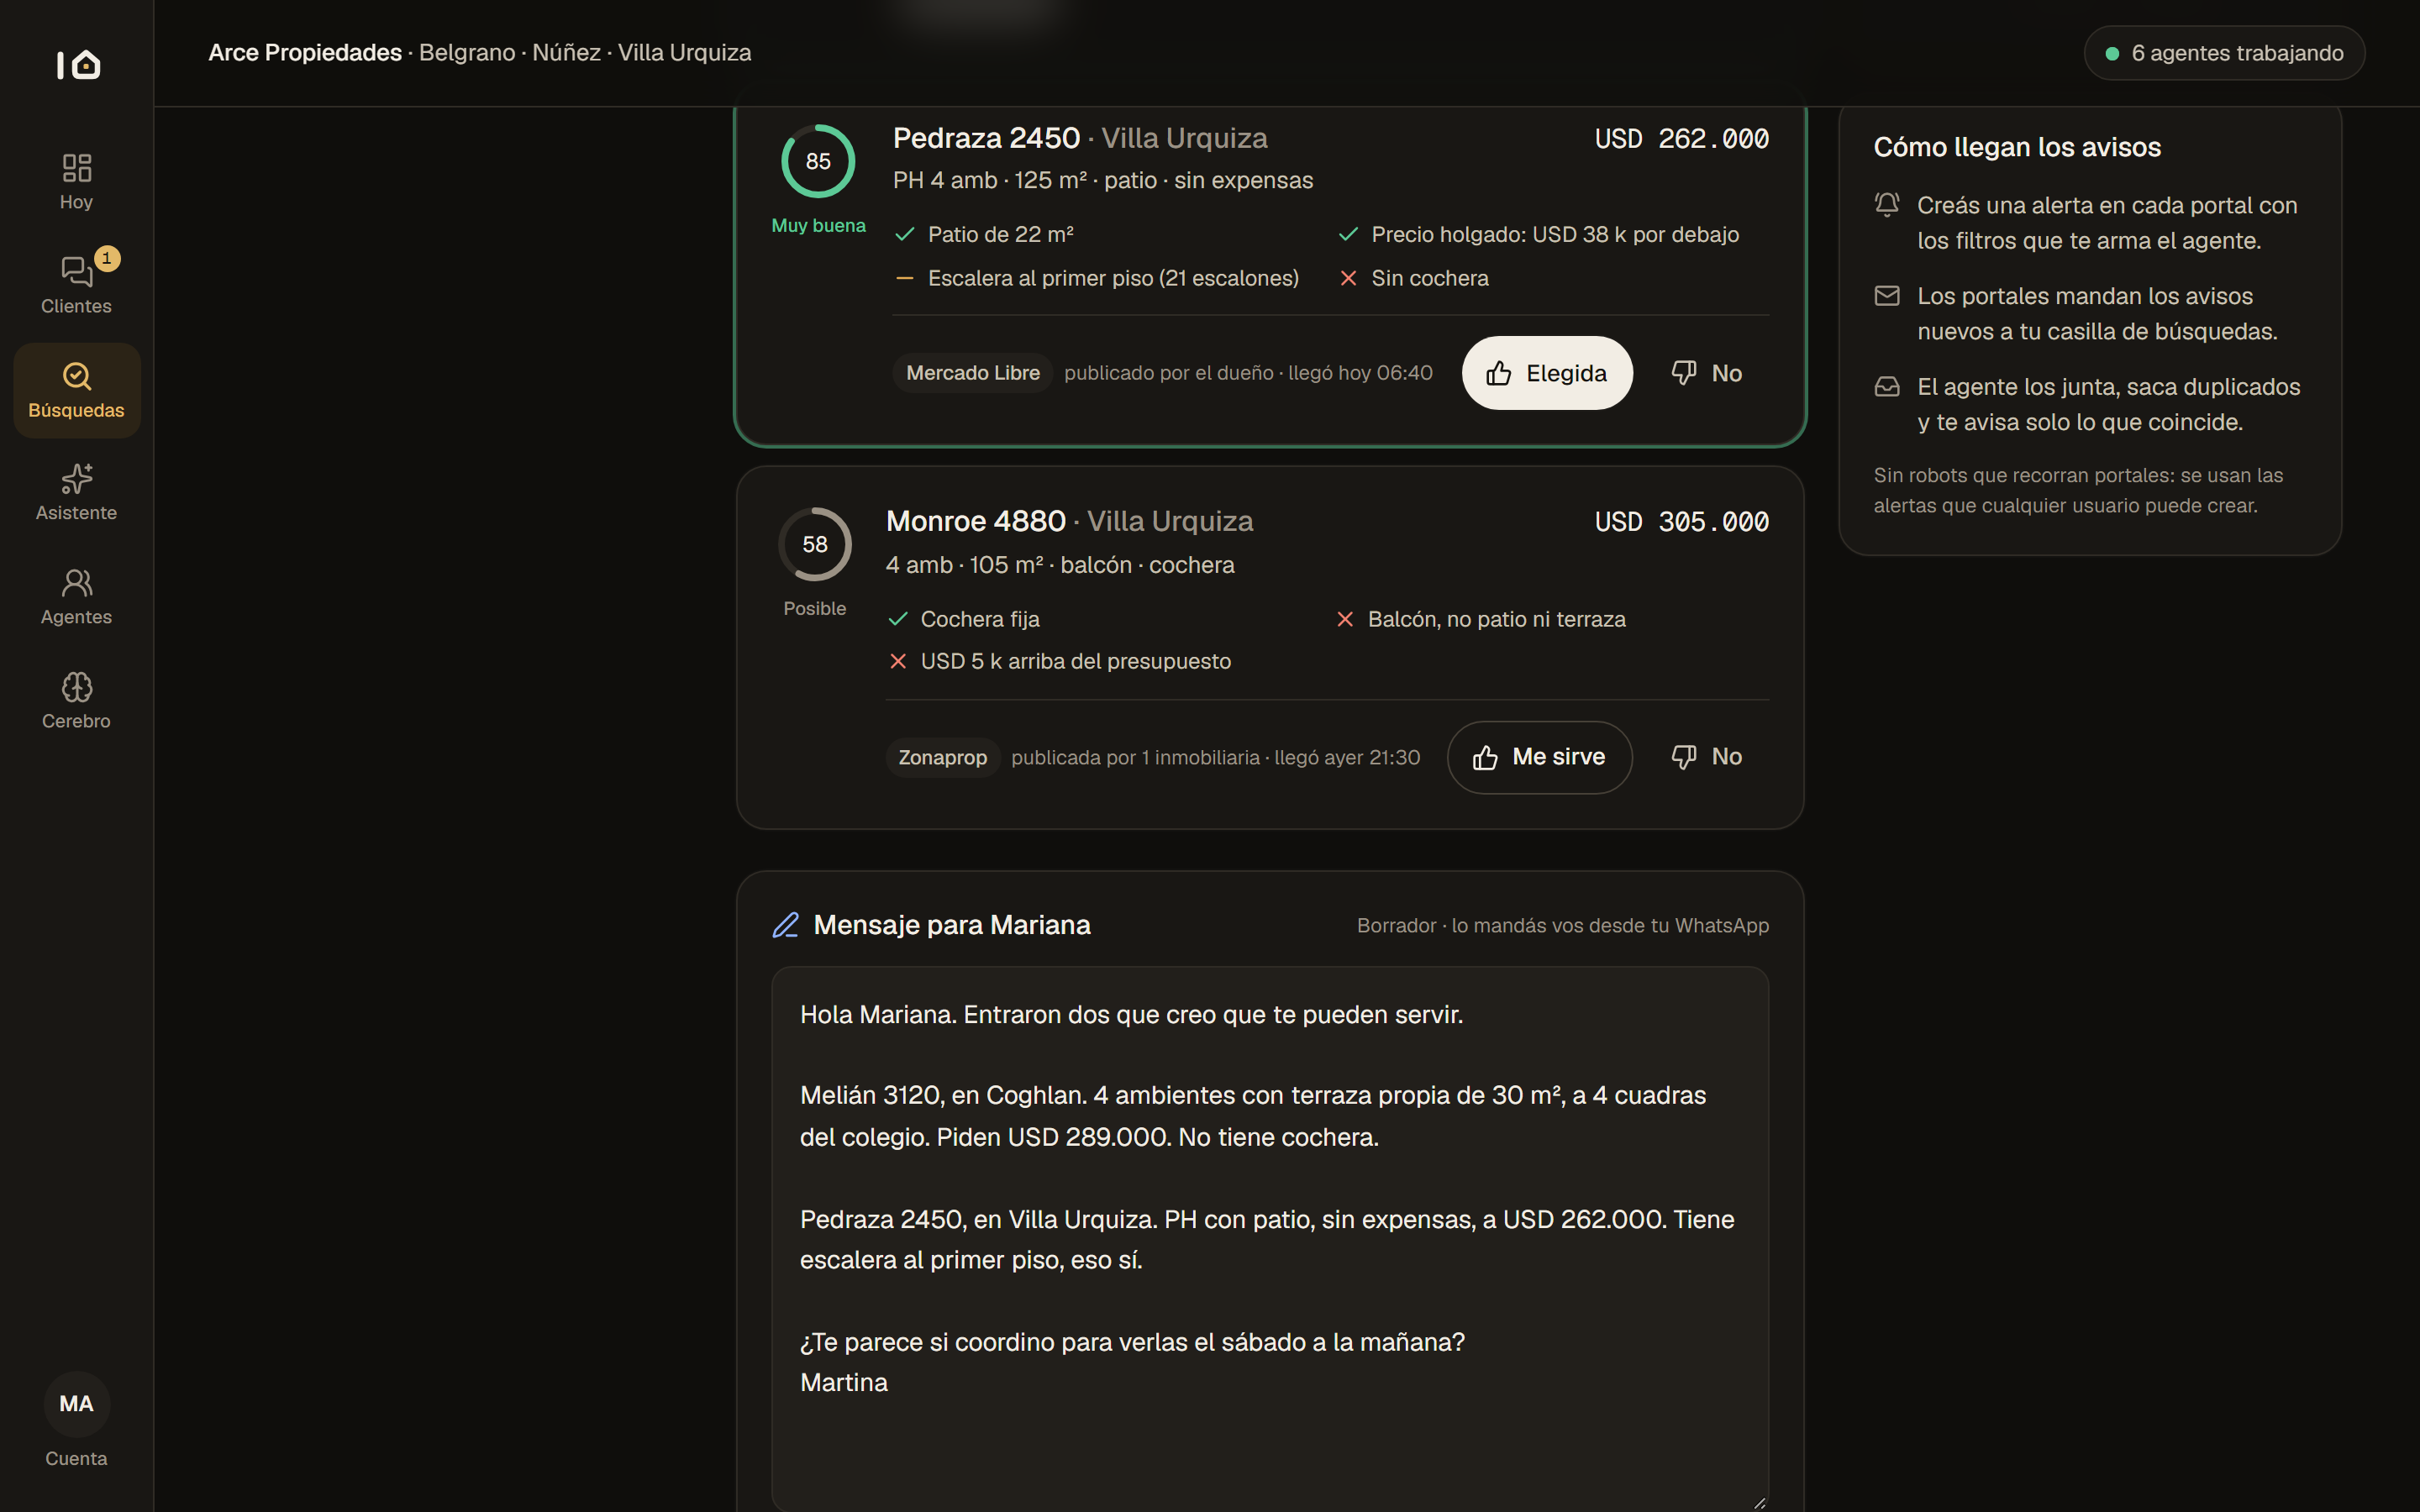 Arce Propiedades · Belgrano · Núñez · Villa Urquiza
6 agentes trabajando
Hoy
1
Clientes
Búsquedas
Asistente
Agentes
Cerebro
MA
Cuenta
85
Muy buena
Pedraza 2450 · Villa Urquiza
USD 262.000
PH 4 amb · 125 m² · patio · sin expensas
Patio de 22 m²
Precio holgado: USD 38 k por debajo
Escalera al primer piso (21 escalones)
Sin cochera
Mercado Libre
publicado por el dueño · llegó hoy 06:40
Elegida
No
58
Posible
Monroe 4880 · Villa Urquiza
USD 305.000
4 amb · 105 m² · balcón · cochera
Cochera fija
Balcón, no patio ni terraza
USD 5 k arriba del presupuesto
Zonaprop
publicada por 1 inmobiliaria · llegó ayer 21:30
Me sirve
No
Mensaje para Mariana
Borrador · lo mandás vos desde tu WhatsApp
Hola Mariana. Entraron dos que creo que te pueden servir.
Melián 3120, en Coghlan. 4 ambientes con terraza propia de 30 m², a 4 cuadras
del colegio. Piden USD 289.000. No tiene cochera.
Pedraza 2450, en Villa Urquiza. PH con patio, sin expensas, a USD 262.000. Tiene
escalera al primer piso, eso sí.
¿Te parece si coordino para verlas el sábado a la mañana?
Martina
Cómo llegan los avisos
Creás una alerta en cada portal con
los filtros que te arma el agente.
Los portales mandan los avisos
nuevos a tu casilla de búsquedas.
El agente los junta, saca duplicados
y te avisa solo lo que coincide.
Sin robots que recorran portales: se usan las
alertas que cualquier usuario puede crear.